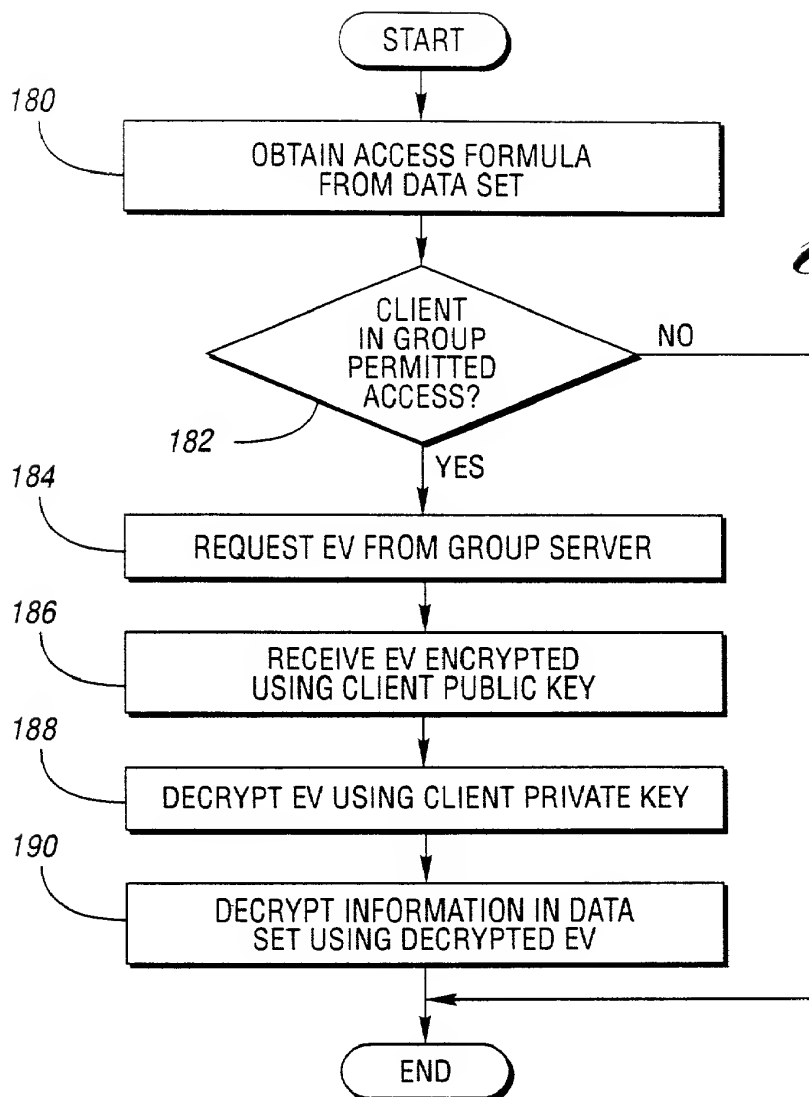 START
180
OBTAIN ACCESS FORMULA
FROM DATA SET
CLIENT
IN GROUP
PERMITTED
ACCESS?
NO
182
YES
184
REQUEST EV FROM GROUP SERVER
186
RECEIVE EV ENCRYPTED
USING CLIENT PUBLIC KEY
188
DECRYPT EV USING CLIENT PRIVATE KEY
190
DECRYPT INFORMATION IN DATA
SET USING DECRYPTED EV
END